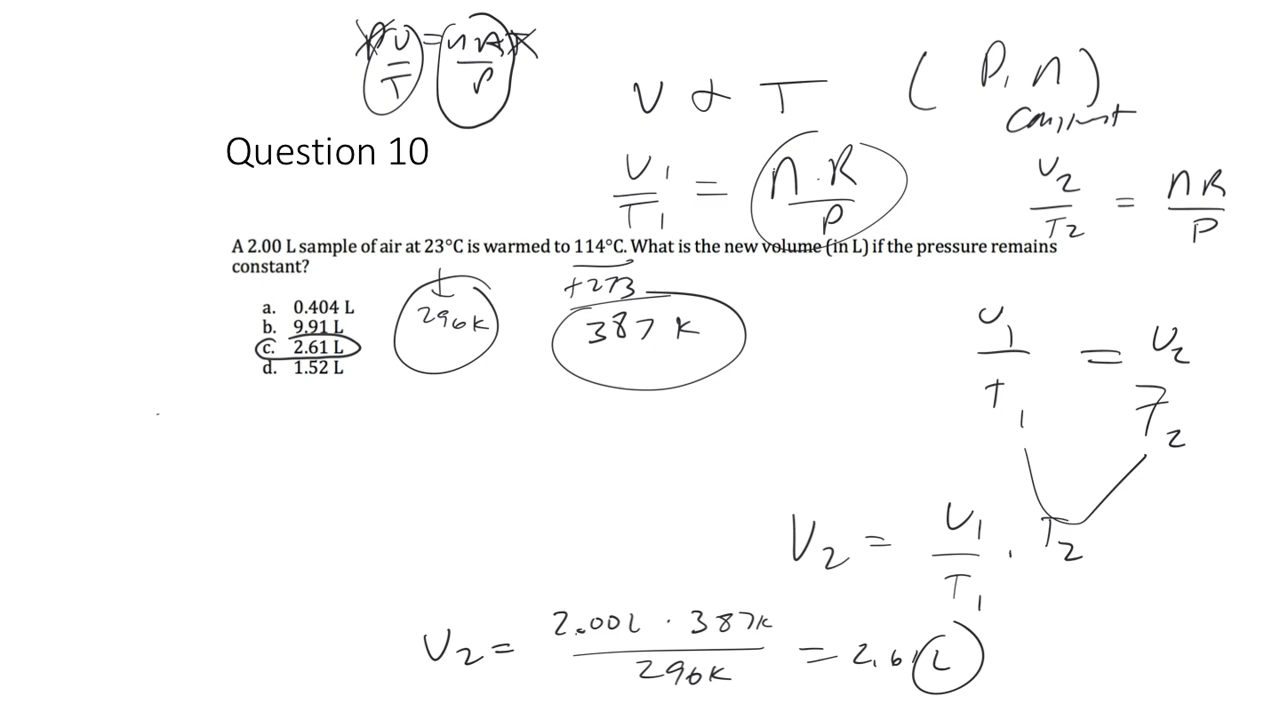 PV/T = nRT/P
V α T (P, n)
constant
Question 10
V1/T1 = n·R/P
V2/T2 = nR/P
A 2.00 L sample of air at 23°C is warmed to 114°C. What is the new volume (in L) if the pressure remains
constant?
+273
a. 0.404 L
b. 9.91 L
c. 2.61 L
d. 1.52 L
296K
387 K
V1/T1 = V2/T2
V2 = V1/T1 · T2
V2 = 2.00L · 387K / 296K = 2.61 L